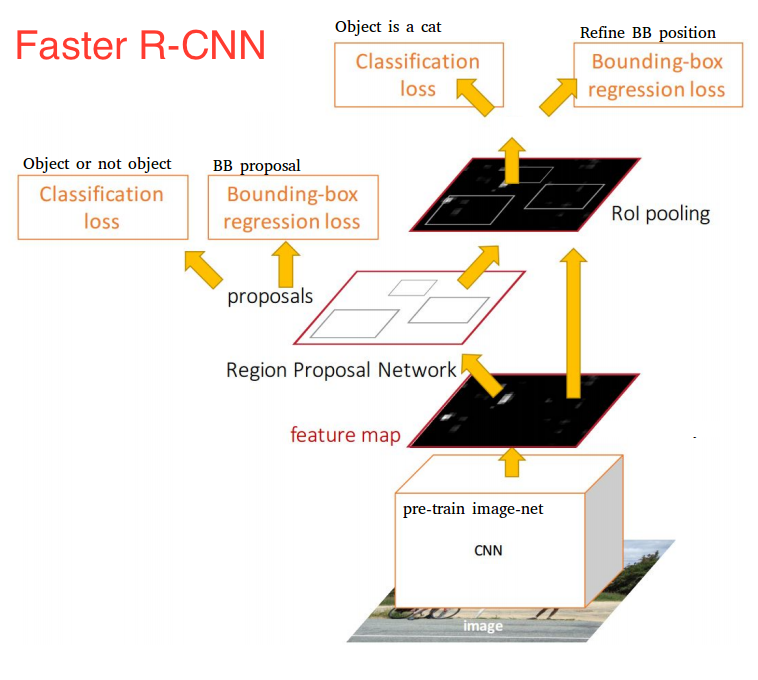 Faster R-CNN
Object is a cat
Classification
loss
Refine BB position
Bounding-box
regression loss
Object or not object
Classification
loss
BB proposal
Bounding-box
regression loss
RoI pooling
proposals
Region Proposal Network
feature map
pre-train image-net
CNN
image